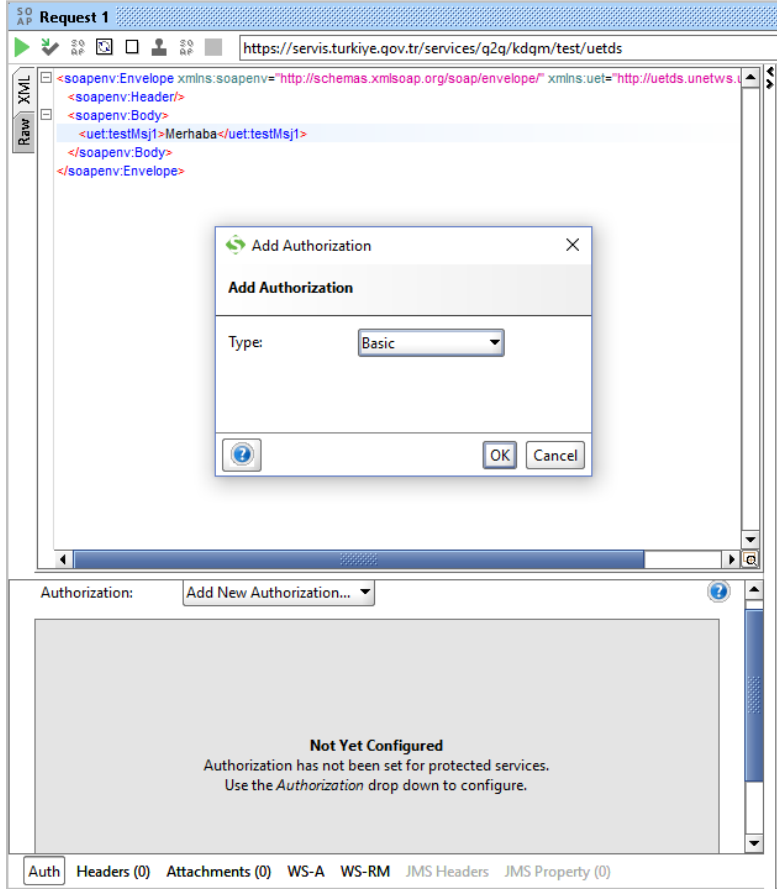 SO
AP Request 1
https://servis.turkiye.gov.tr/services/g2g/kdgm/test/uetds
XML
Raw
<soapenv:Envelope xmlns:soapenv="http://schemas.xmlsoap.org/soap/envelope/" xmlns:uet="http://uetds.unetws.u
<soapenv:Header/>
<soapenv:Body>
<uet:testMsj1>Merhaba</uet:testMsj1>
</soapenv:Body>
</soapenv:Envelope>
Add Authorization
Add Authorization
Type: Basic
OK Cancel
Authorization: Add New Authorization...
Not Yet Configured
Authorization has not been set for protected services.
Use the Authorization drop down to configure.
Auth Headers (0) Attachments (0) WS-A WS-RM JMS Headers JMS Property (0)